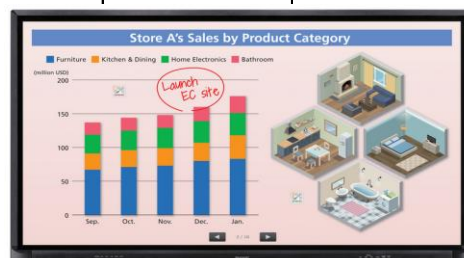 Store A's Sales by Product Category
Furniture Kitchen & Dining Home Electronics Bathroom
(million USD)
200
150
100
50
0
Launch
EC site
Sep. Oct. Nov. Dec. Jan.